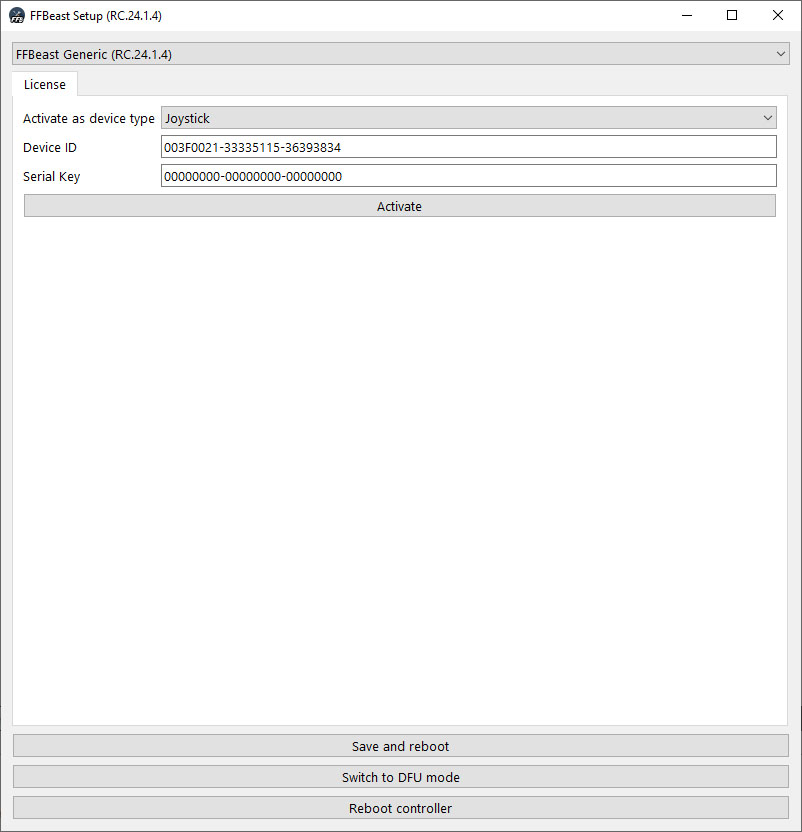 FFBeast Setup (RC.24.1.4)
FFBeast Generic (RC.24.1.4)
License
Activate as device type Joystick
Device ID 003F0021-33335115-36393834
Serial Key 00000000-00000000-00000000
Activate
Save and reboot
Switch to DFU mode
Reboot controller